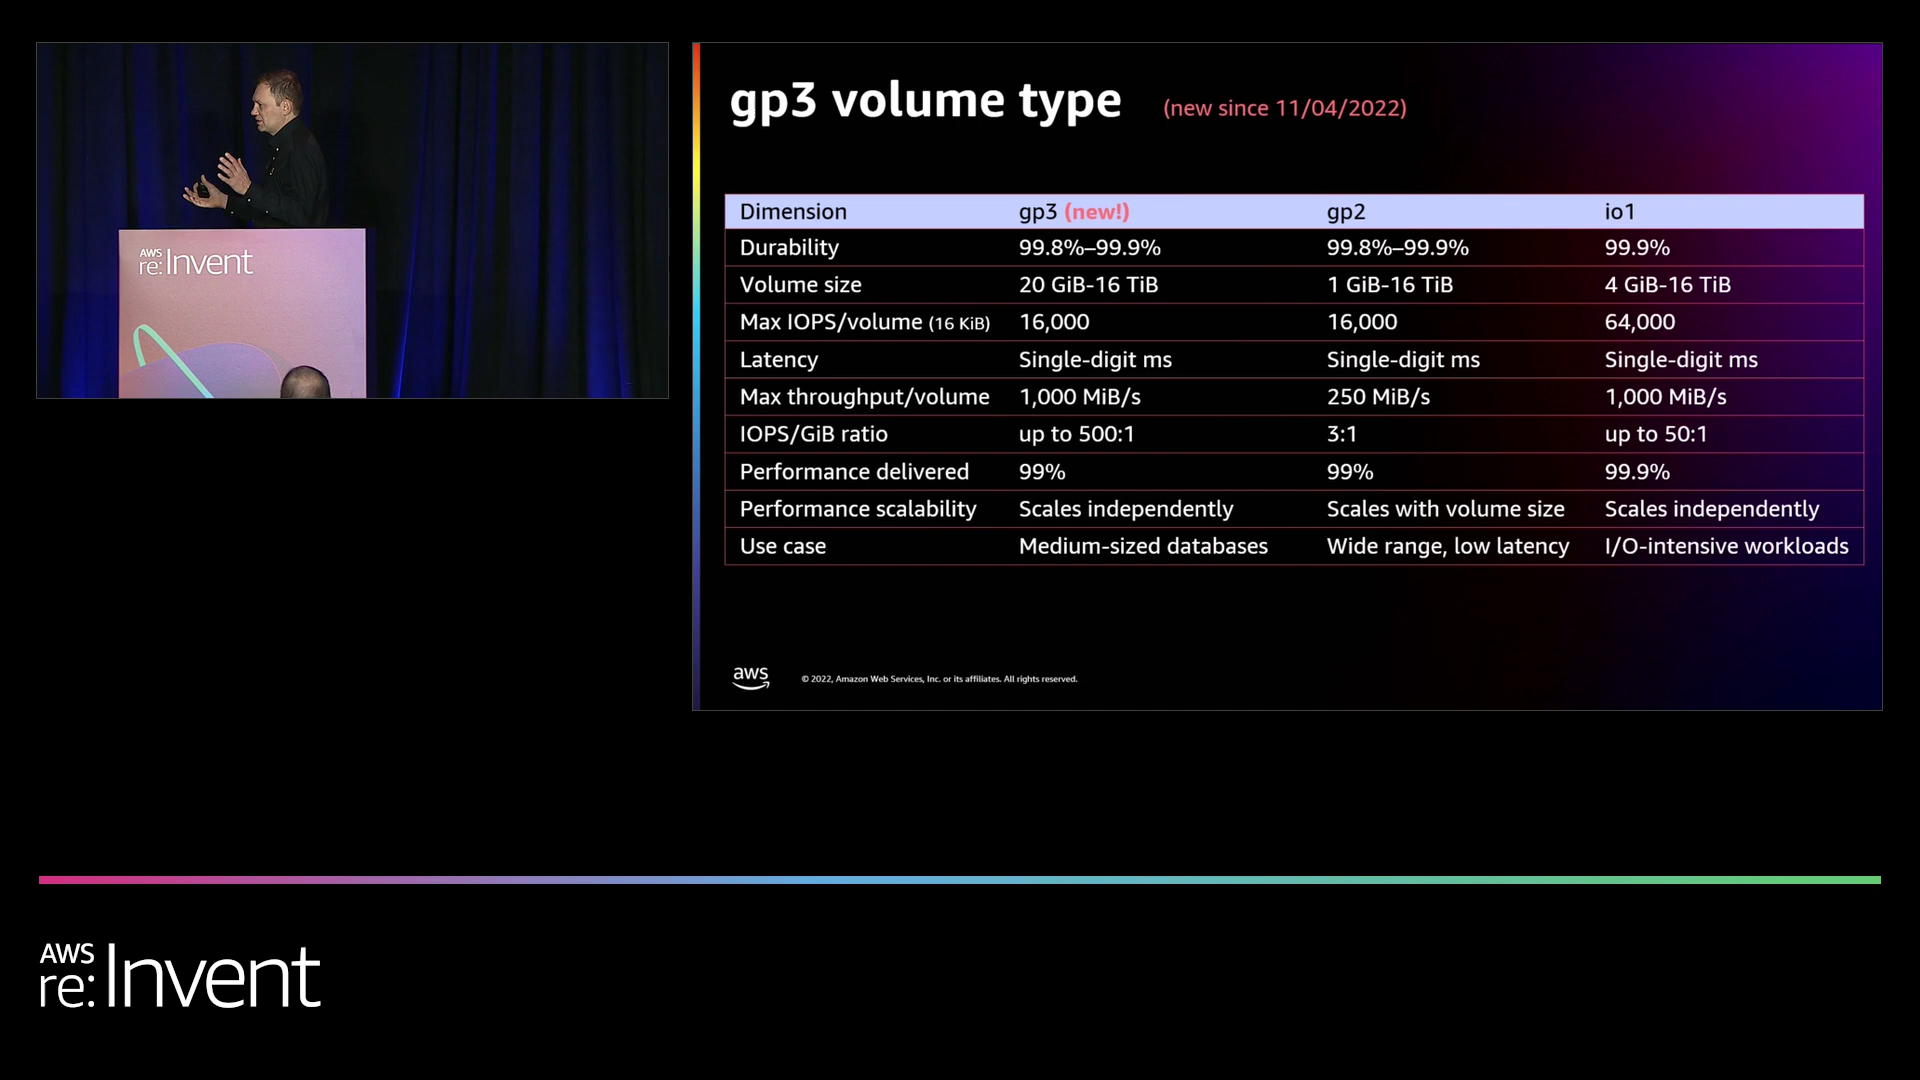 AWS
re:Invent
gp3 volume type (new since 11/04/2022)
Dimension gp3 (new!) gp2 io1
Durability 99.8%–99.9% 99.8%–99.9% 99.9%
Volume size 20 GiB-16 TiB 1 GiB-16 TiB 4 GiB-16 TiB
Max IOPS/volume (16 KiB) 16,000 16,000 64,000
Latency Single-digit ms Single-digit ms Single-digit ms
Max throughput/volume 1,000 MiB/s 250 MiB/s 1,000 MiB/s
IOPS/GiB ratio up to 500:1 3:1 up to 50:1
Performance delivered 99% 99% 99.9%
Performance scalability Scales independently Scales with volume size Scales independently
Use case Medium-sized databases Wide range, low latency I/O-intensive workloads
aws © 2022, Amazon Web Services, Inc. or its affiliates. All rights reserved.
AWS
re:Invent